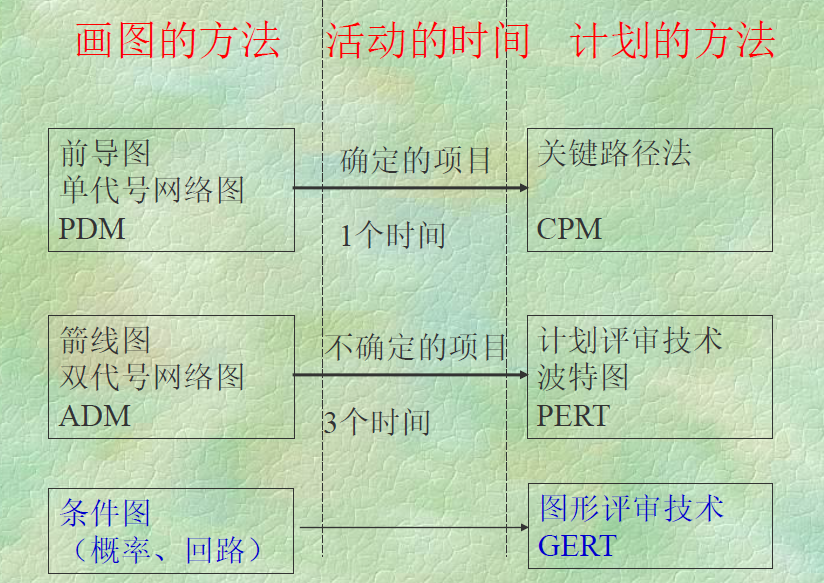 画图的方法 活动的时间 计划的方法
前导图
单代号网络图
PDM
确定的项目
1个时间
关键路径法
CPM
箭线图
双代号网络图
ADM
不确定的项目
3个时间
计划评审技术
波特图
PERT
条件图
（概率、回路）
图形评审技术
GERT